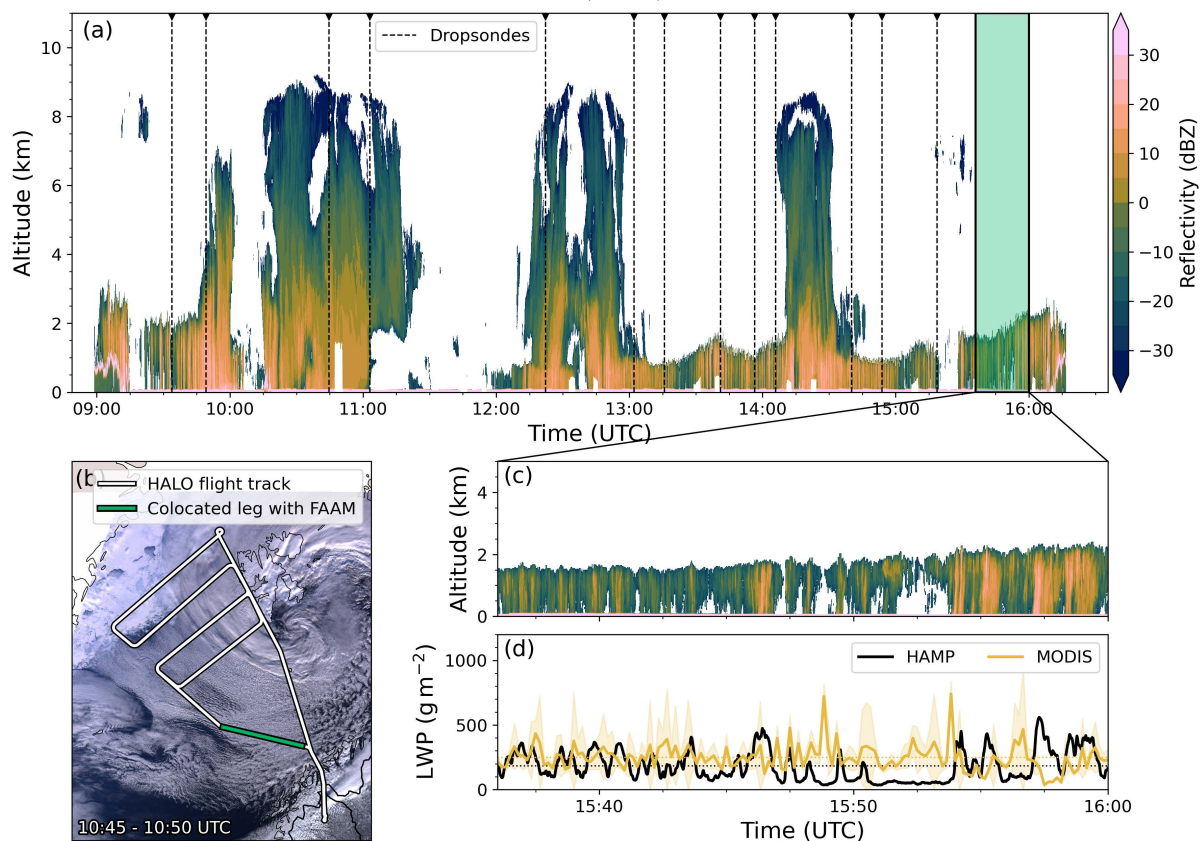 (a)
Dropsondes
10
8
6
4
2
0
Altitude (km)
09:00
10:00
11:00
12:00
13:00
14:00
15:00
16:00
Time (UTC)
30
20
10
0
−10
−20
−30
Reflectivity (dBZ)
(b)
HALO flight track
Colocated leg with FAAM
10:45 - 10:50 UTC
(c)
4
2
0
Altitude (km)
(d)
HAMP
MODIS
1000
500
0
LWP (g m⁻²)
15:40
15:50
16:00
Time (UTC)